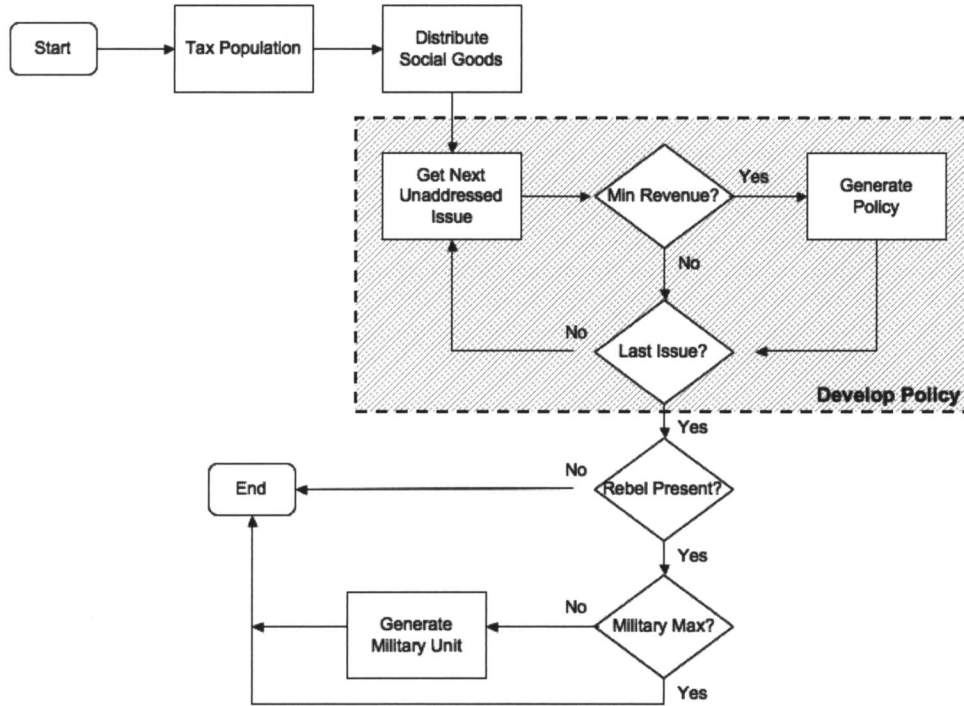 Start
Tax Population
Distribute
Social Goods
Get Next
Unaddressed
Issue
Min Revenue?
Yes
Generate
Policy
No
No
Last Issue?
Develop Policy
Yes
No
End
Rebel Present?
Yes
No
Generate
Military Unit
Military Max?
Yes